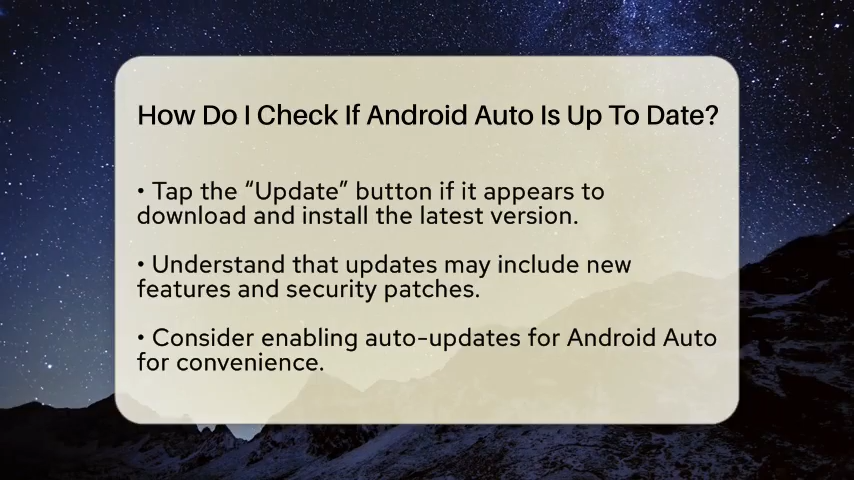 How Do I Check If Android Auto Is Up To Date?
• Tap the “Update” button if it appears to
download and install the latest version.
• Understand that updates may include new
features and security patches.
• Consider enabling auto-updates for Android Auto
for convenience.